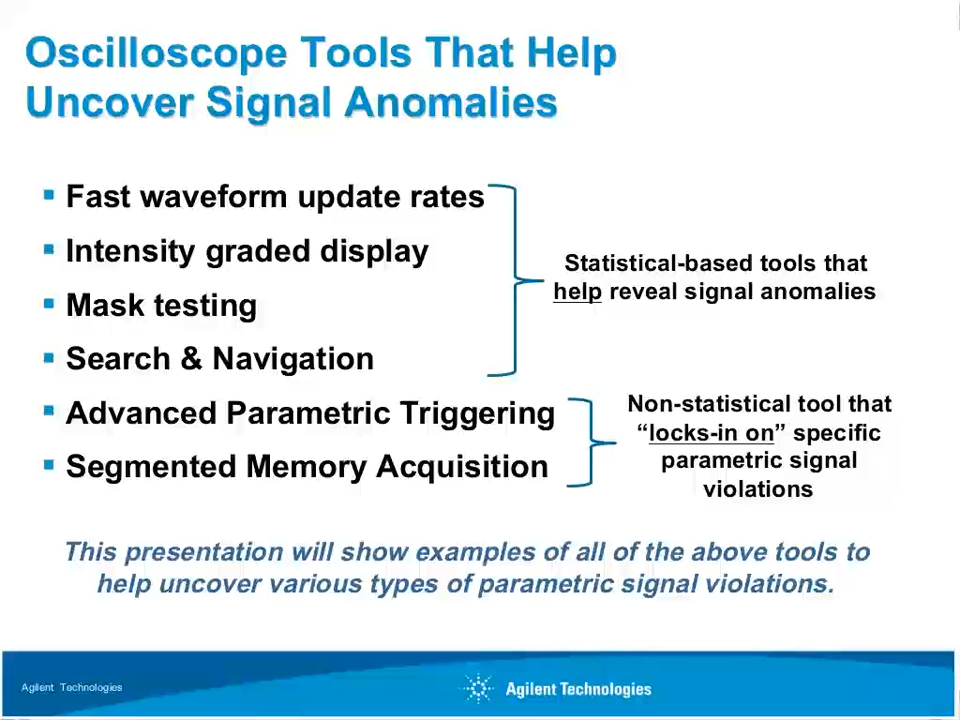 Oscilloscope Tools That Help
Uncover Signal Anomalies
Fast waveform update rates
Intensity graded display
Mask testing
Search & Navigation
Advanced Parametric Triggering
Segmented Memory Acquisition
Statistical-based tools that
help reveal signal anomalies
Non-statistical tool that
“locks-in on” specific
parametric signal
violations
This presentation will show examples of all of the above tools to
help uncover various types of parametric signal violations.
Agilent Technologies
Agilent Technologies